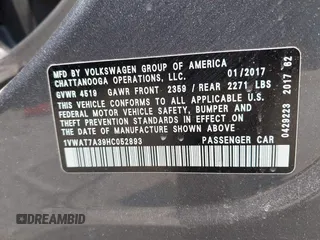 MFD BY VOLKSWAGEN GROUP OF AMERICA
CHATTANOOGA OPERATIONS, LLC. 01/2017
GVWR 4519 GAWR FRONT 2359 / REAR 2271 LBS
THIS VEHICLE CONFORMS TO ALL APPLICABLE U.S.
FEDERAL MOTOR VEHICLE SAFETY, BUMPER AND
THEFT PREVENTION STANDARDS IN EFFECT ON THE
DATE OF MANUFACTURE SHOWN ABOVE.
1VWAT7A39HC052893 PASSENGER CAR
0429223 2017 62
DREAMBID